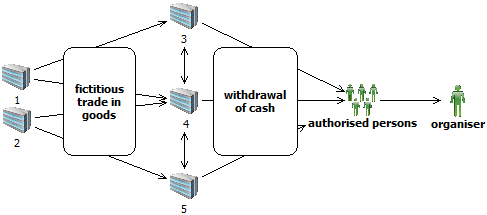 3
fictitious
trade in
goods
withdrawal
of cash
1
4
2
authorised persons
organiser
5